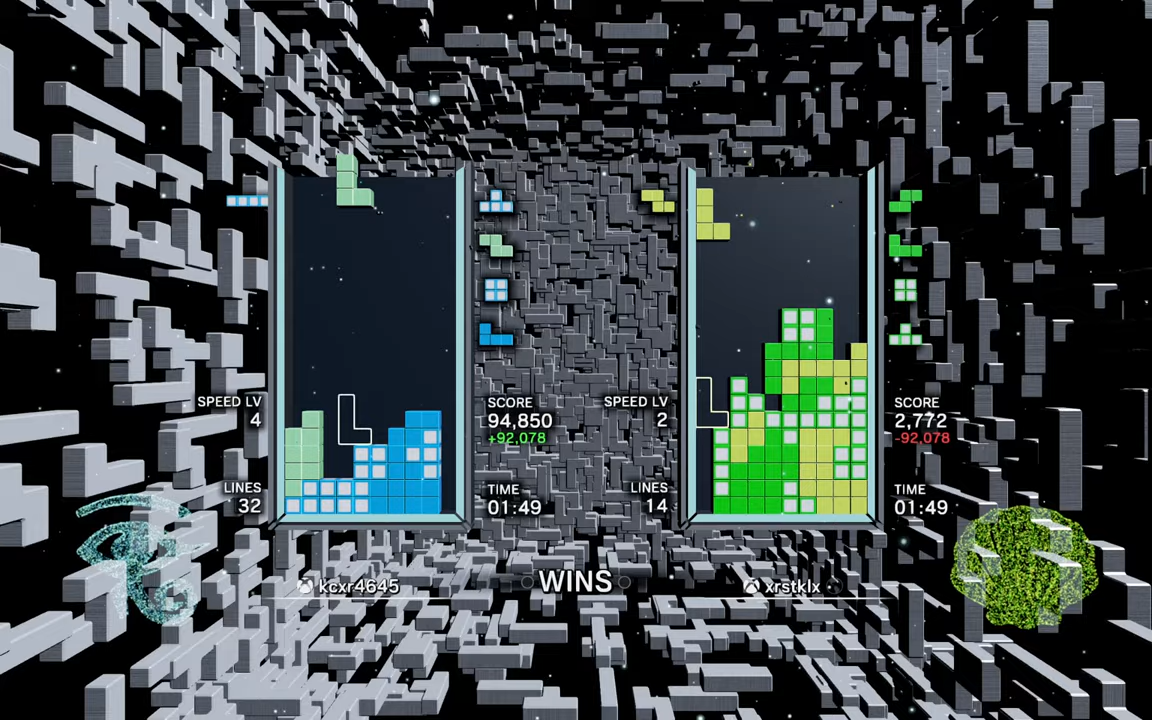 SPEED LV
4
LINES
32
SCORE
94,850
+92,078
TIME
01:49
SPEED LV
2
LINES
14
SCORE
2,772
-92,078
TIME
01:49
kcxr4645
WINS
xrstklx